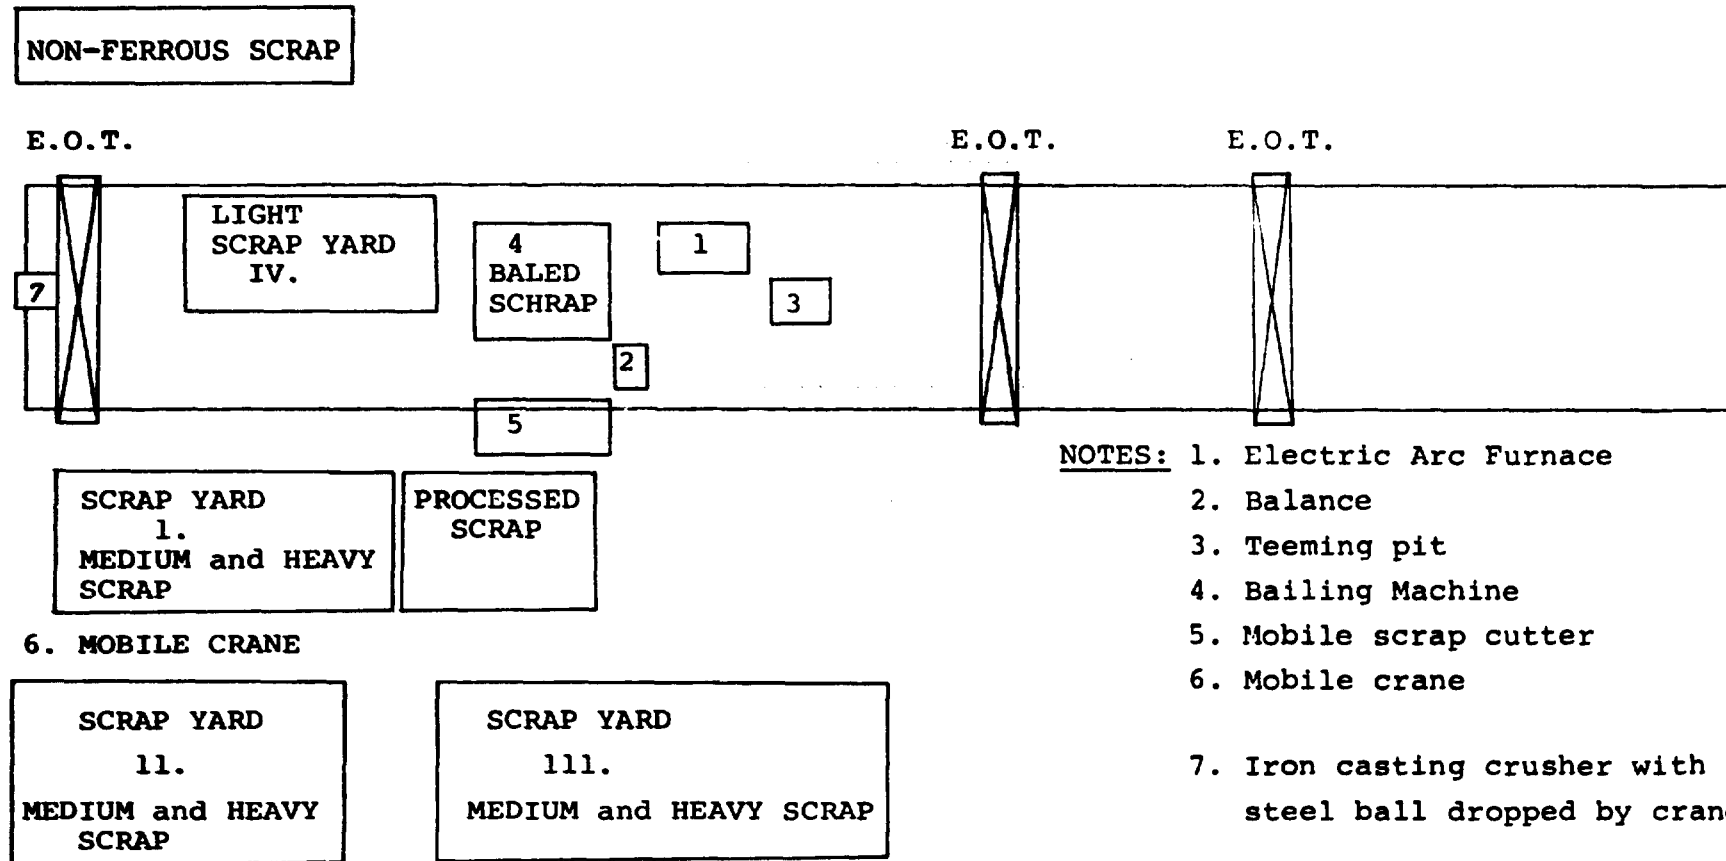 NON-FERROUS SCRAP
E.O.T.
E.O.T.
E.O.T.
LIGHT
SCRAP YARD
IV.
4
BALED
SCHRAP
1
7
3
2
5
SCRAP YARD
1.
MEDIUM and HEAVY
SCRAP
PROCESSED
SCRAP
6. MOBILE CRANE
SCRAP YARD
11.
MEDIUM and HEAVY
SCRAP
SCRAP YARD
111.
MEDIUM and HEAVY SCRAP
NOTES: 1. Electric Arc Furnace
2. Balance
3. Teeming pit
4. Bailing Machine
5. Mobile scrap cutter
6. Mobile crane
7. Iron casting crusher with
steel ball dropped by cran